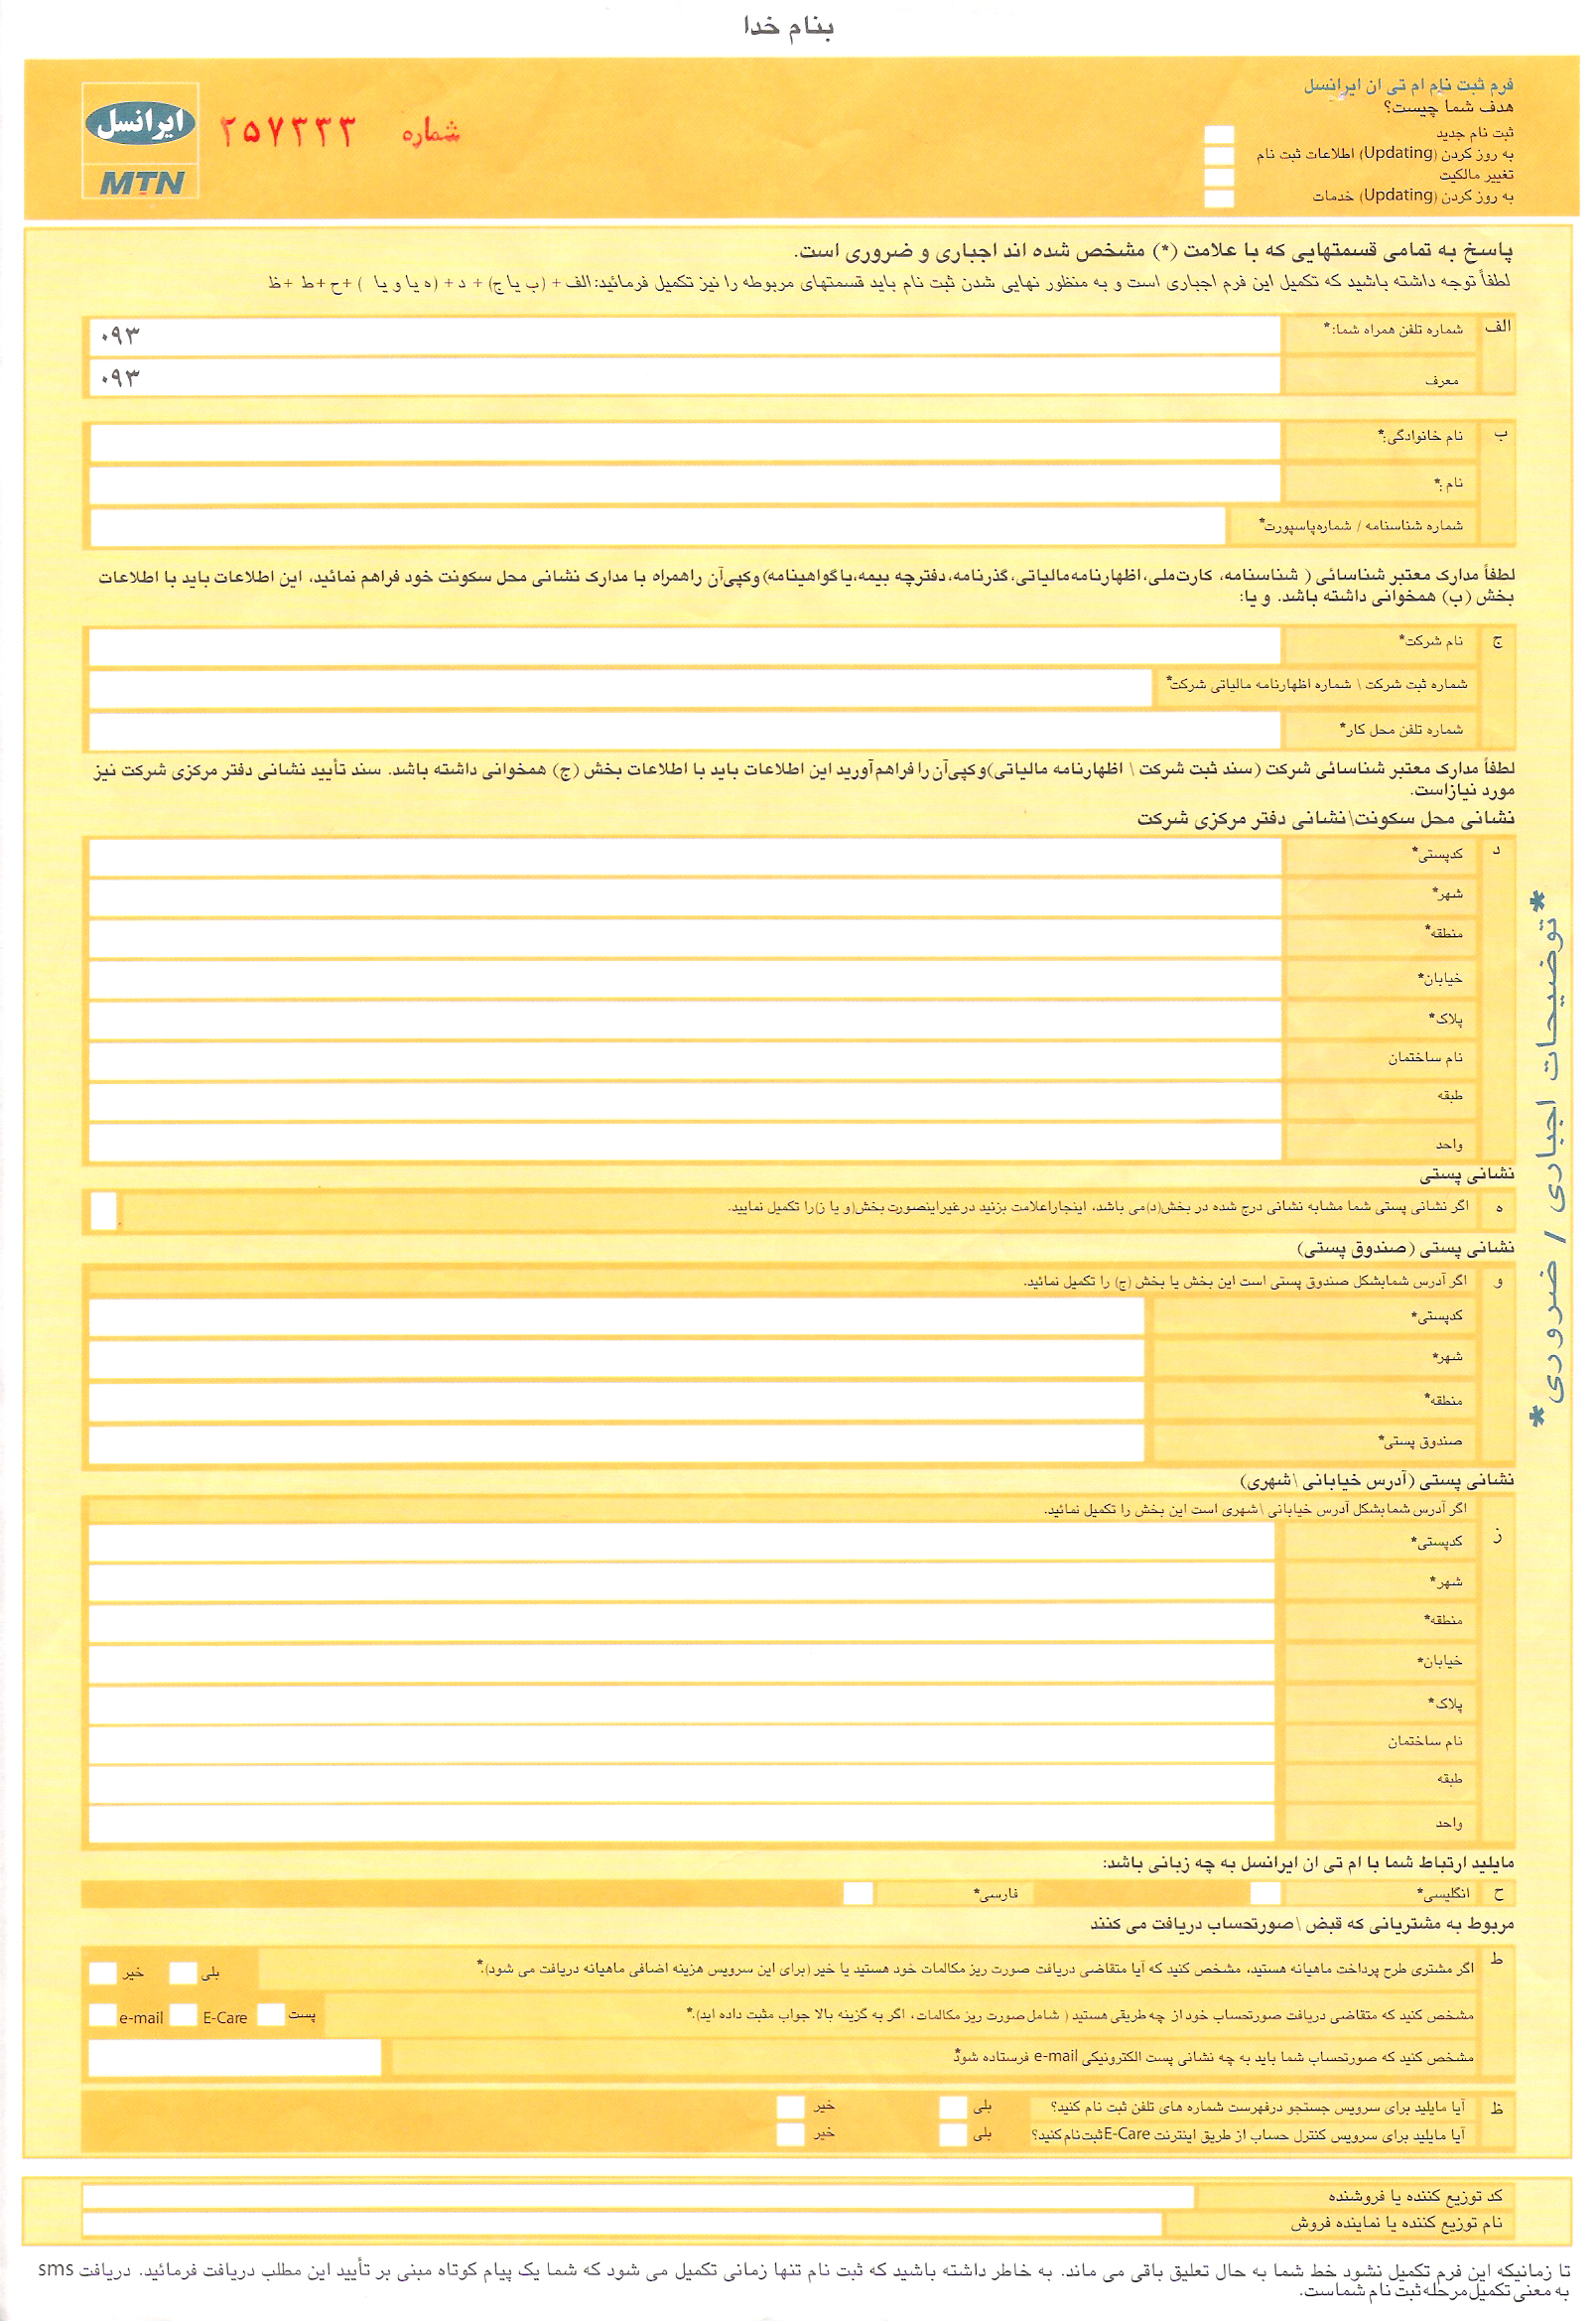 بنام خدا
فرم ثبت نام ام تی ان ایرانسل
هدف شما چیست؟
ثبت نام جدید
به روز کردن (Updating) اطلاعات ثبت نام
تغییر مالکیت
به روز کردن (Updating) خدمات
شماره ۲۵۷۳۳۳
ایرانسل
MTN
پاسخ به تمامی قسمتهایی که با علامت (*) مشخص شده اند اجباری و ضروری است.
لطفاً توجه داشته باشید که تکمیل این فرم اجباری است و به منظور نهایی شدن ثبت نام باید قسمتهای مربوطه را نیز تکمیل فرمائید: الف + (ب یا ج) + د + (ه یا و یا ) +ح +ط +ظ
الف شماره تلفن همراه شما:* ۰۹۳
معرف ۰۹۳
ب نام خانوادگی:*
نام :*
شماره شناسنامه / شماره پاسپورت*
لطفاً مدارک معتبر شناسائی ( شناسنامه، کارت ملی، اظهارنامه مالیاتی، گذرنامه، دفترچه بیمه، یا گواهینامه) و کپی آن را همراه با مدارک نشانی محل سکونت خود فراهم نمائید، این اطلاعات باید با اطلاعات
بخش (ب) همخوانی داشته باشد. و یا:
ج نام شرکت*
شماره ثبت شرکت \ شماره اظهارنامه مالیاتی شرکت*
شماره تلفن محل کار*
لطفاً مدارک معتبر شناسائی شرکت (سند ثبت شرکت \ اظهارنامه مالیاتی) و کپی آن را فراهم آورید این اطلاعات باید با اطلاعات بخش (ج) همخوانی داشته باشد. سند تأیید نشانی دفتر مرکزی شرکت نیز
مورد نیاز است.
نشانی محل سکونت\نشانی دفتر مرکزی شرکت
د کدپستی*
شهر*
منطقه*
خیابان*
پلاک*
نام ساختمان
طبقه
واحد
نشانی پستی
ه اگر نشانی پستی شما مشابه نشانی درج شده در بخش(د)می باشد، اینجا را علامت بزنید در غیر اینصورت بخش(و یا ز)را تکمیل نمایید.
نشانی پستی (صندوق پستی)
و اگر آدرس شما بشکل صندوق پستی است این بخش یا بخش (ج) را تکمیل نمائید.
کدپستی*
شهر*
منطقه*
صندوق پستی*
نشانی پستی (آدرس خیابانی \شهری)
اگر آدرس شما بشکل آدرس خیابانی \شهری است این بخش را تکمیل نمائید.
ز کدپستی*
شهر*
منطقه*
خیابان*
پلاک*
نام ساختمان
طبقه
واحد
مایلید ارتباط شما با ام تی ان ایرانسل به چه زبانی باشد:
ح انگلیسی* فارسی*
مربوط به مشتریانی که قبض \صورتحساب دریافت می کنند
ط اگر مشتری طرح پرداخت ماهیانه هستید، مشخص کنید که آیا متقاضی دریافت صورت ریز مکالمات خود هستید یا خیر (برای این سرویس هزینه اضافی ماهیانه دریافت می شود).* بلی خیر
مشخص کنید که متقاضی دریافت صورتحساب خود از چه طریقی هستید ( شامل صورت ریز مکالمات، اگر به گزینه بالا جواب مثبت داده اید).* پست E-Care e-mail
مشخص کنید که صورتحساب شما باید به چه نشانی پست الکترونیکی e-mail فرستاده شود*
ظ آیا مایلید برای سرویس جستجو درفهرست شماره های تلفن ثبت نام کنید؟ بلی خیر
آیا مایلید برای سرویس کنترل حساب از طریق اینترنت E-Care ثبت نام کنید؟ بلی خیر
*توضیحات اجباری / ضروری*
کد توزیع کننده یا فروشنده
نام توزیع کننده یا نماینده فروش
تا زمانیکه این فرم تکمیل نشود خط شما به حال تعلیق باقی می ماند. به خاطر داشته باشید که ثبت نام تنها زمانی تکمیل می شود که شما یک پیام کوتاه مبنی بر تأیید این مطلب دریافت فرمائید. دریافت sms
به معنی تکمیل مرحله ثبت نام شماست.